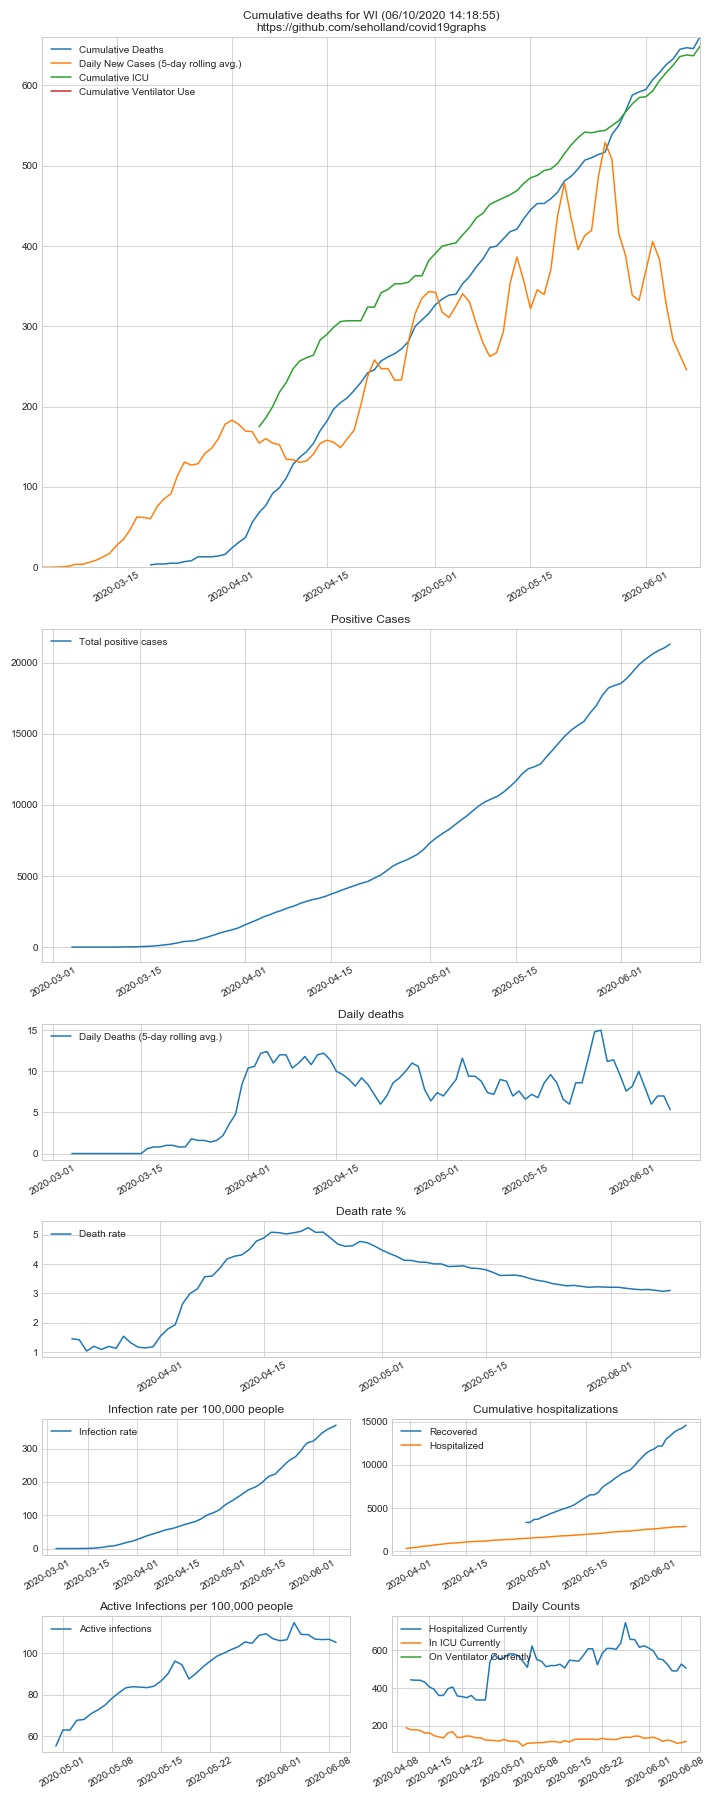 Cumulative deaths for WI (06/10/2020 14:18:55)
https://github.com/seholland/covid19graphs
Cumulative Deaths
Daily New Cases (5-day rolling avg.)
Cumulative ICU
Cumulative Ventilator Use
600
500
400
300
200
100
0
2020-03-15 2020-04-01 2020-04-15 2020-05-01 2020-05-15 2020-06-01
Positive Cases
Total positive cases
20000
15000
10000
5000
0
2020-03-01 2020-03-15 2020-04-01 2020-04-15 2020-05-01 2020-05-15 2020-06-01
Daily deaths
Daily Deaths (5-day rolling avg.)
15
10
5
0
2020-03-01 2020-03-15 2020-04-01 2020-04-15 2020-05-01 2020-05-15 2020-06-01
Death rate %
Death rate
5
4
3
2
1
2020-04-01 2020-04-15 2020-05-01 2020-05-15 2020-06-01
Infection rate per 100,000 people
Infection rate
300
200
100
0
2020-03-01 2020-03-15 2020-04-01 2020-04-15 2020-05-01 2020-05-15 2020-06-01
Cumulative hospitalizations
Recovered
Hospitalized
15000
10000
5000
0
2020-04-01 2020-04-15 2020-05-01 2020-05-15 2020-06-01
Active Infections per 100,000 people
Active infections
100
80
60
2020-05-01 2020-05-08 2020-05-15 2020-05-22 2020-06-01 2020-06-08
Daily Counts
Hospitalized Currently
In ICU Currently
On Ventilator Currently
600
400
200
2020-04-08 2020-04-15 2020-04-22 2020-05-01 2020-05-08 2020-05-15 2020-05-22 2020-06-01 2020-06-08